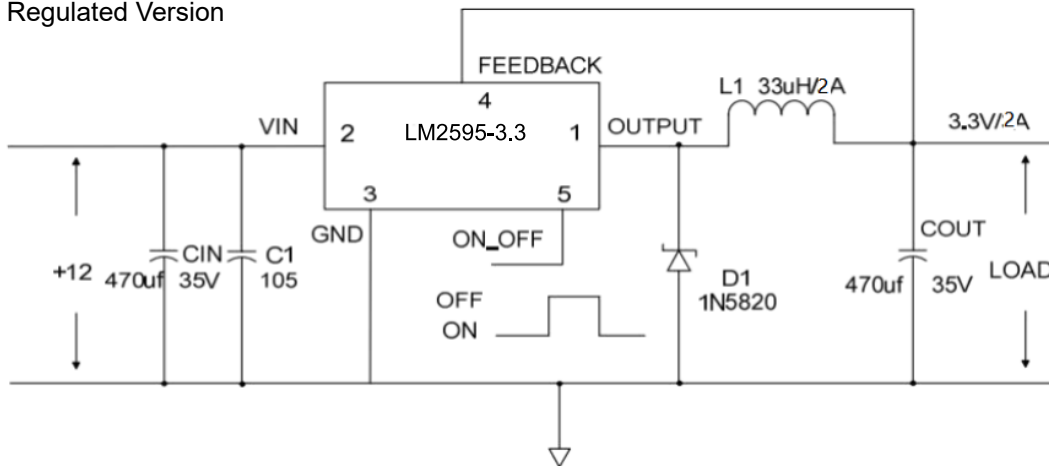 Regulated Version
FEEDBACK
4
L1 33uH/2A
VIN
2
LM2595-3.3
1
OUTPUT
3.3V/2A
3
5
GND
ON_OFF
COUT
+12
CIN
470uf
35V
C1
105
D1
1N5820
470uf
35V
LOAD
OFF
ON